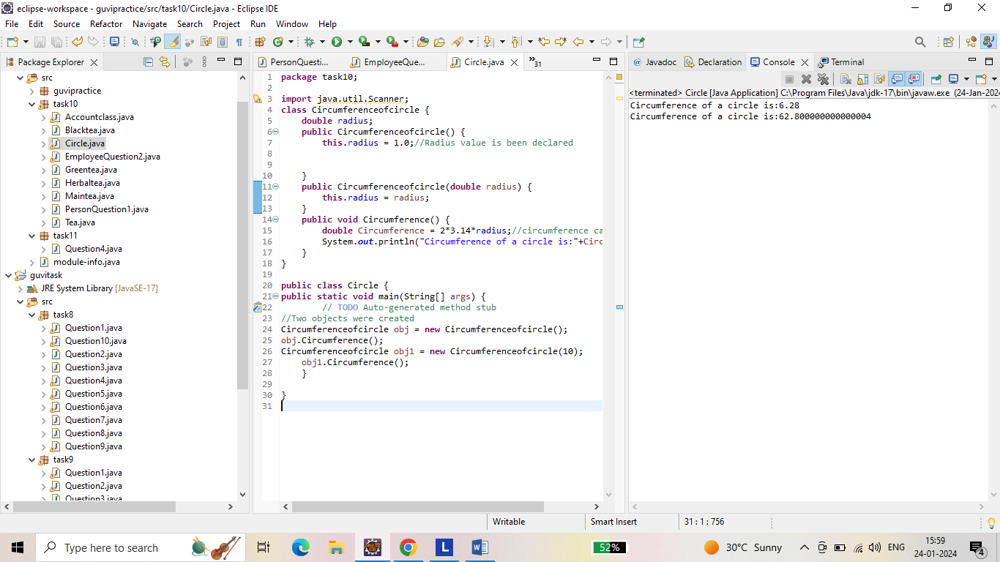 eclipse-workspace - guvipractice/src/task10/Circle.java - Eclipse IDE
File Edit Source Refactor Navigate Search Project Run Window Help
Package Explorer
src
guvipractice
task10
Accountclass.java
Blacktea.java
Circle.java
EmployeeQuestion2.java
Greentea.java
Herbaltea.java
Maintea.java
PersonQuestion1.java
Tea.java
task11
Question4.java
module-info.java
guvitask
JRE System Library [JavaSE-17]
src
task8
Question1.java
Question10.java
Question2.java
Question3.java
Question4.java
Question5.java
Question6.java
Question7.java
Question8.java
Question9.java
task9
Question1.java
Question2.java
Question3.java
PersonQuesti... EmployeeQue... Circle.java »31
1 package task10;
2
3 import java.util.Scanner;
4 class Circumferenceofcircle {
5 double radius;
6 public Circumferenceofcircle() {
7 this.radius = 1.0;//Radius value is been declared
8
9
10 }
11 public Circumferenceofcircle(double radius) {
12 this.radius = radius;
13 }
14 public void Circumference() {
15 double Circumference = 2*3.14*radius;//circumference ca
16 System.out.println("Circumference of a circle is:"+Circ
17 }
18 }
19
20 public class Circle {
21 public static void main(String[] args) {
22 // TODO Auto-generated method stub
23 //Two objects were created
24 Circumferenceofcircle obj = new Circumferenceofcircle();
25 obj.Circumference();
26 Circumferenceofcircle obj1 = new Circumferenceofcircle(10);
27 obj1.Circumference();
28 }
29
30 }
31
@ Javadoc Declaration Console Terminal
<terminated> Circle [Java Application] C:\Program Files\Java\jdk-17\bin\javaw.exe (24-Jan-2024
Circumference of a circle is:6.28
Circumference of a circle is:62.800000000000004
Writable Smart Insert 31 : 1 : 756
Type here to search
L
W
52%
30°C Sunny
ENG
15:59
24-01-2024
4